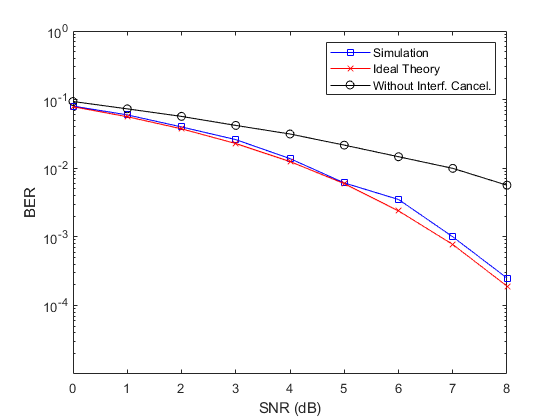 10^0
10^-1
10^-2
10^-3
10^-4
BER
0 1 2 3 4 5 6 7 8
SNR (dB)
Simulation
Ideal Theory
Without Interf. Cancel.